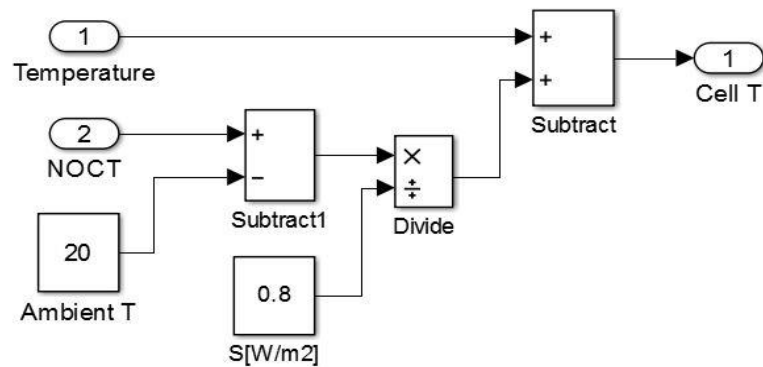 1
Temperature
+
+
Subtract
1
Cell T
2
NOCT
+
−
Subtract1
×
÷
Divide
20
Ambient T
0.8
S[W/m2]